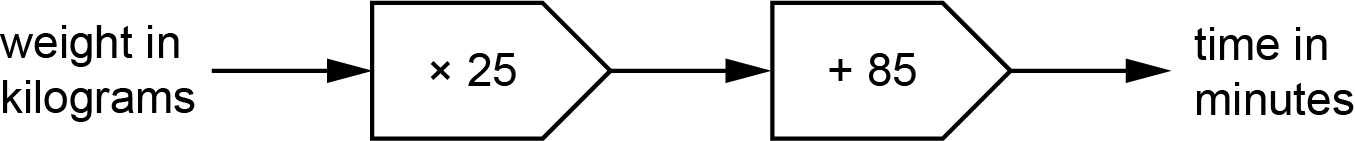 weight in
kilograms
× 25
+ 85
time in
minutes